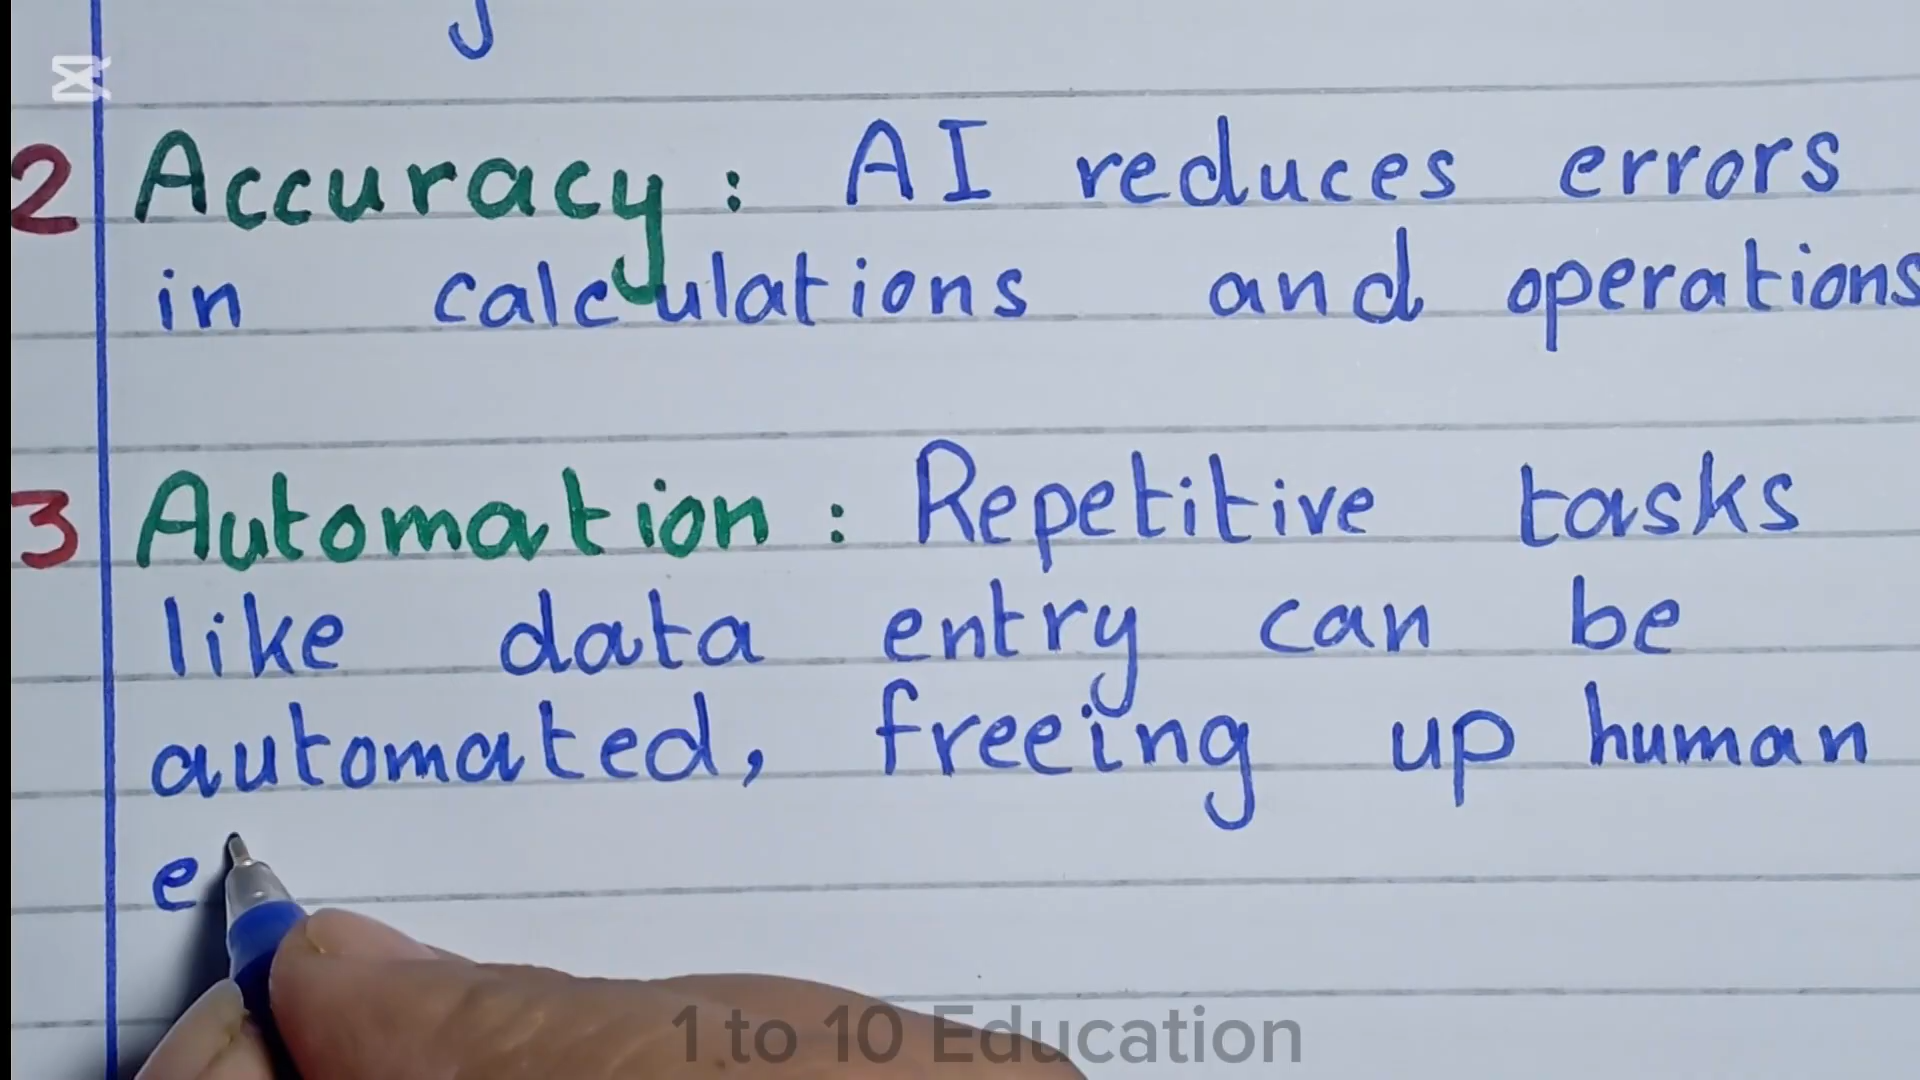 2 Accuracy : AI reduces errors
in calculations and operations
3 Automation : Repetitive tasks
like data entry can be
automated, freeing up human
e
1 to 10 Education